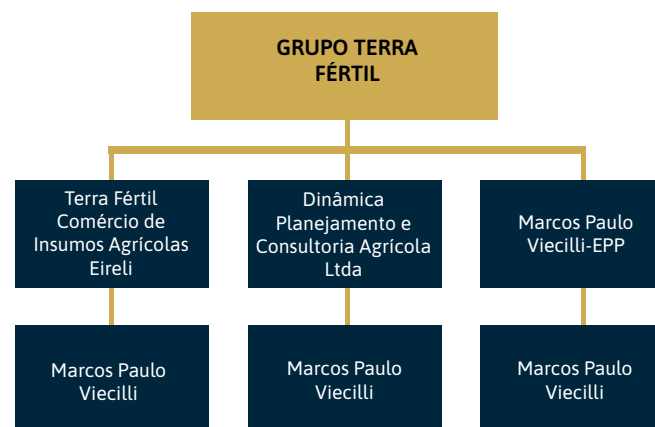 GRUPO TERRA
FÉRTIL
Terra Fértil
Comércio de
Insumos Agrícolas
Eireli
Dinâmica
Planejamento e
Consultoria Agrícola
Ltda
Marcos Paulo
Viecilli-EPP
Marcos Paulo
Viecilli
Marcos Paulo
Viecilli
Marcos Paulo
Viecilli